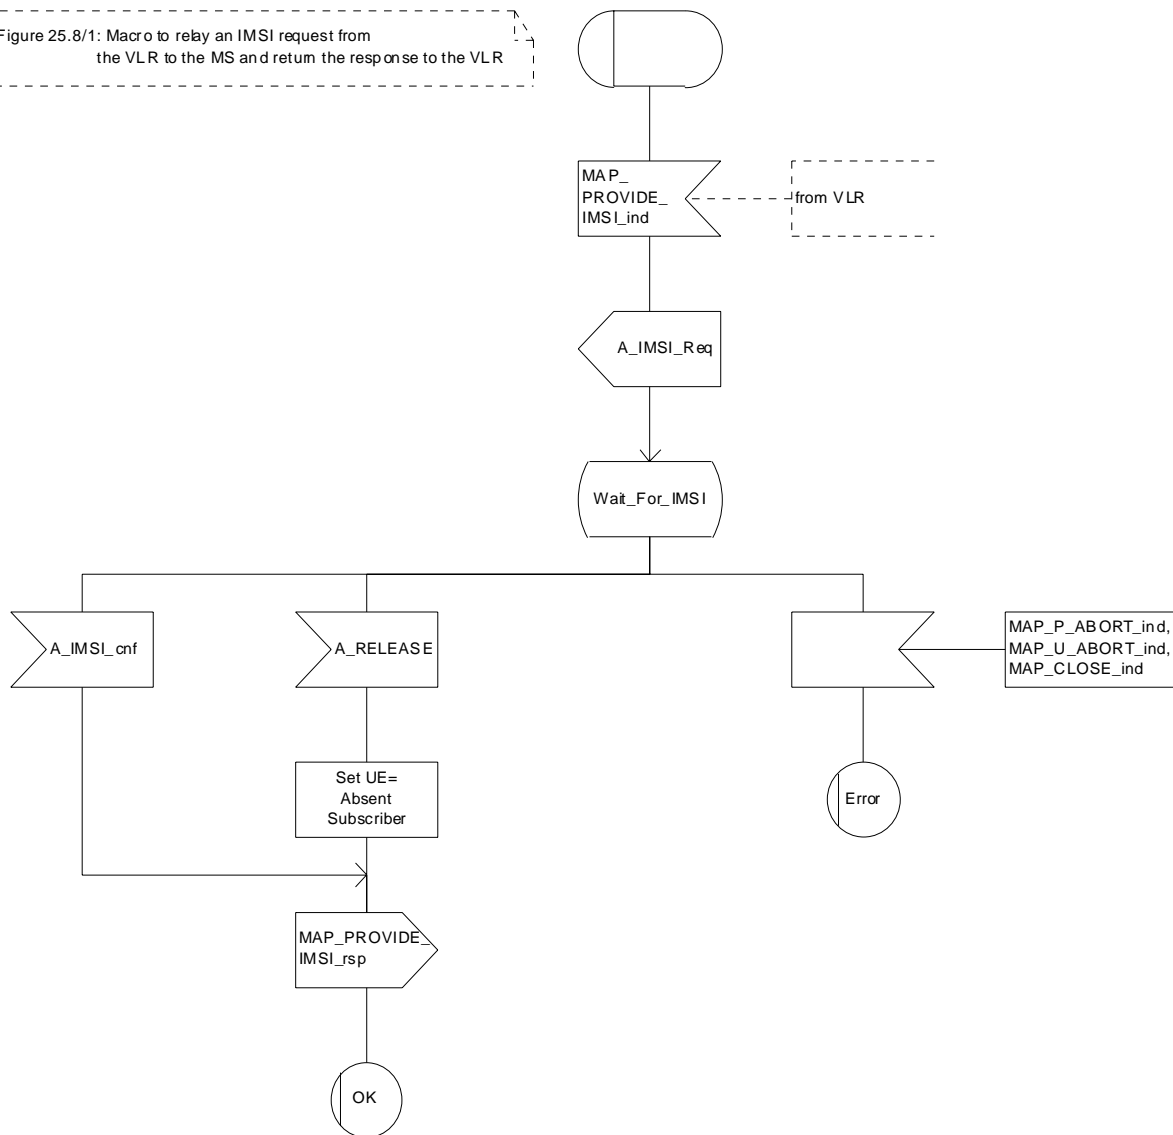 Figure 25.8/1: Macro to relay an IMSI request from
the VLR to the MS and return the response to the VLR
MAP_
PROVIDE_
IMSI_ind
from VLR
A_IMSI_Req
Wait_For_IMSI
A_IMSI_cnf
A_RELEASE
MAP_P_ABORT_ind,
MAP_U_ABORT_ind,
MAP_CLOSE_ind
Set UE=
Absent
Subscriber
Error
MAP_PROVIDE_
IMSI_rsp
OK